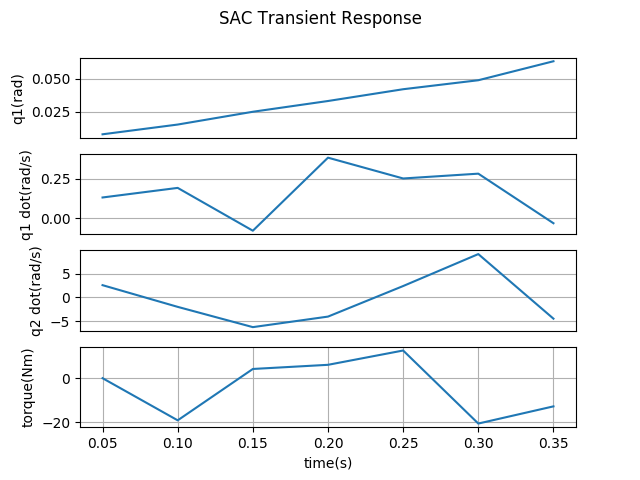 SAC Transient Response
q1(rad)
0.050
0.025
q1 dot(rad/s)
0.25
0.00
q2 dot(rad/s)
5
0
−5
torque(Nm)
0
−20
0.05 0.10 0.15 0.20 0.25 0.30 0.35
time(s)